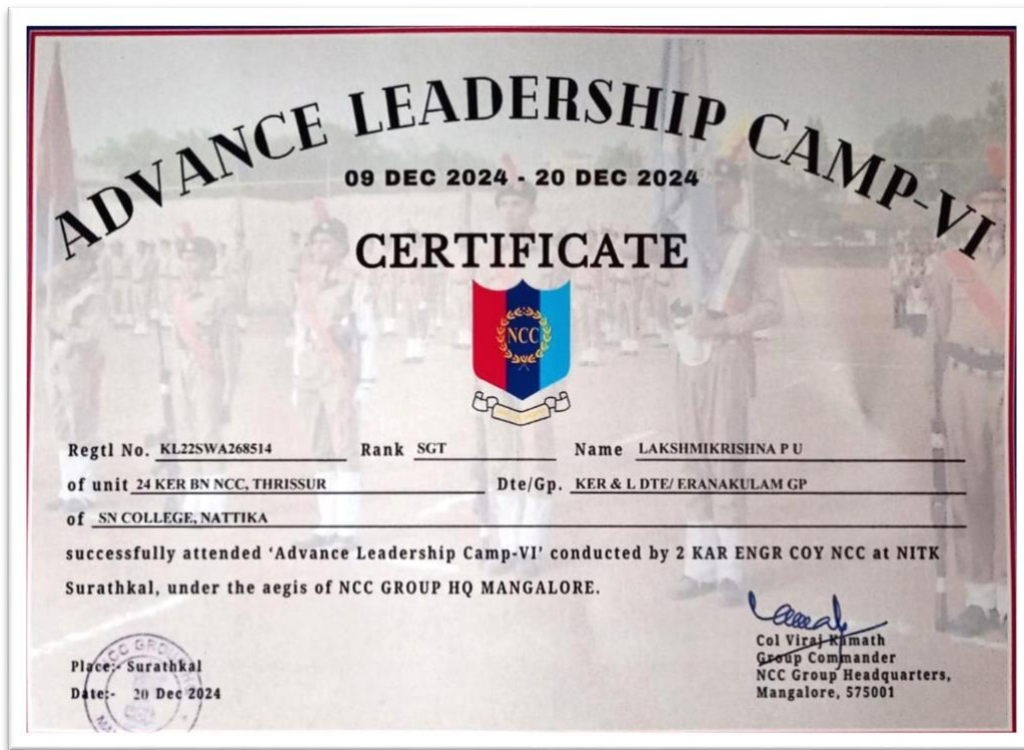 ADVANCE LEADERSHIP CAMP-VI
09 DEC 2024 - 20 DEC 2024
CERTIFICATE
NCC
Regtl No. KL22SWA268514 Rank SGT Name LAKSHMIKRISHNA P U
of unit 24 KER BN NCC, THRISSUR Dte/Gp. KER & L DTE/ ERANAKULAM GP
of SN COLLEGE, NATTIKA
successfully attended ‘Advance Leadership Camp-VI’ conducted by 2 KAR ENGR COY NCC at NITK
Surathkal, under the aegis of NCC GROUP HQ MANGALORE.
Col Viraj Kamath
Group Commander
NCC Group Headquarters,
Mangalore, 575001
Place:- Surathkal
Date:- 20 Dec 2024